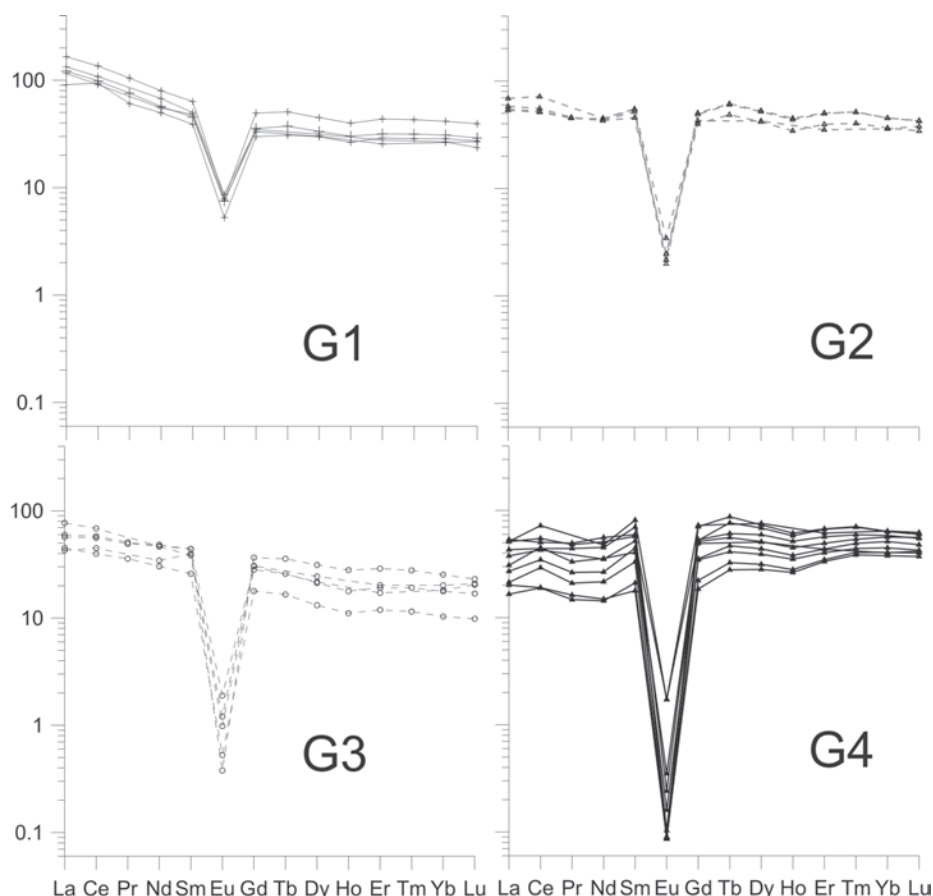 100
10
1
0.1
G1
G2
100
10
1
0.1
G3
G4
La Ce Pr Nd Sm Eu Gd Tb Dy Ho Er Tm Yb Lu
La Ce Pr Nd Sm Eu Gd Tb Dy Ho Er Tm Yb Lu